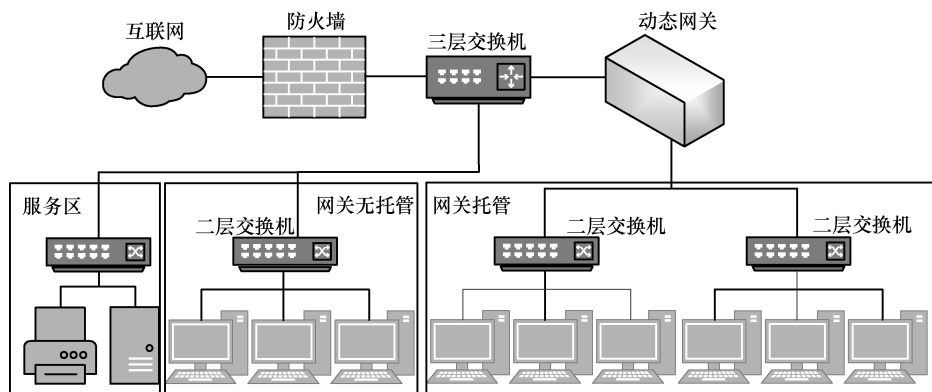 互联网
防火墙
三层交换机
动态网关
服务区
网关无托管
二层交换机
网关托管
二层交换机
二层交换机